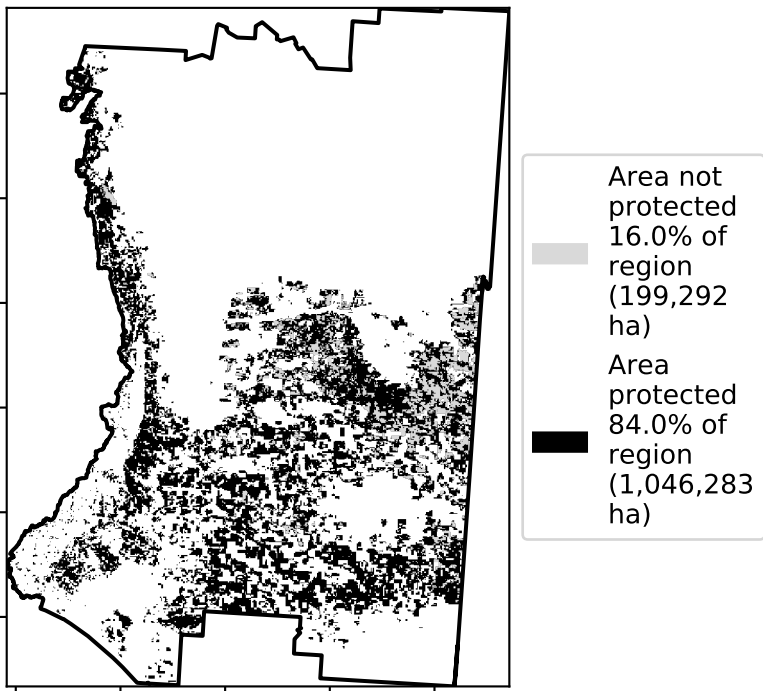 Area not
protected
16.0% of
region
(199,292
ha)
Area
protected
84.0% of
region
(1,046,283
ha)